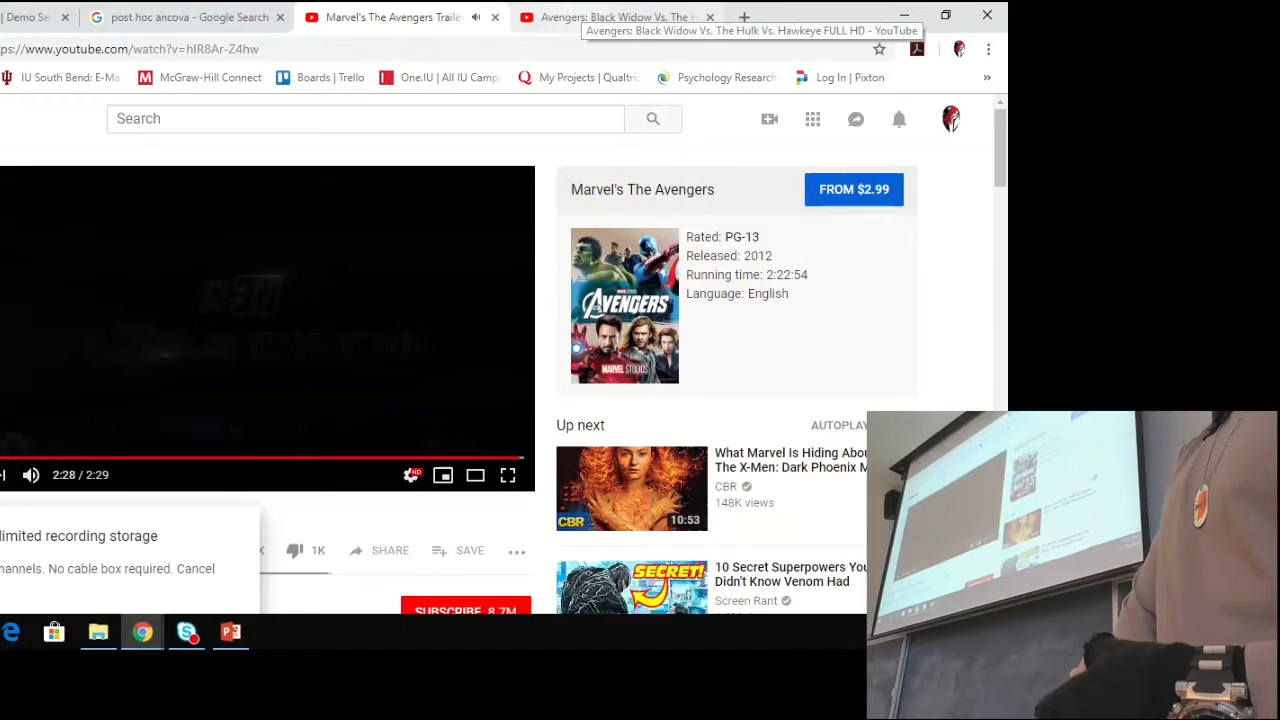 | Demo Se
post hoc ancova - Google Search
Marvel's The Avengers Traile
Avengers: Black Widow Vs. The H
Avengers: Black Widow Vs. The Hulk Vs. Hawkeye FULL HD - YouTube
ps://www.youtube.com/watch?v=hIR8Ar-Z4hw
IU South Bend: E-Ma
McGraw-Hill Connect
Boards | Trello
One.IU | All IU Camp
My Projects | Qualtric
Psychology Research
Log In | Pixton
»
Search
Marvel's The Avengers
FROM $2.99
Rated: PG-13
Released: 2012
Running time: 2:22:54
Language: English
AVENGERS
MARVEL STUDIOS
2:28 / 2:29
HD
Up next
AUTOPLAY
What Marvel Is Hiding Abou
The X-Men: Dark Phoenix M
CBR
148K views
CBR
10:53
limited recording storage
hannels. No cable box required. Cancel
K
1K
SHARE
SAVE
10 Secret Superpowers You
Didn't Know Venom Had
Screen Rant
SECRET!
SUBSCRIBE 8.7M